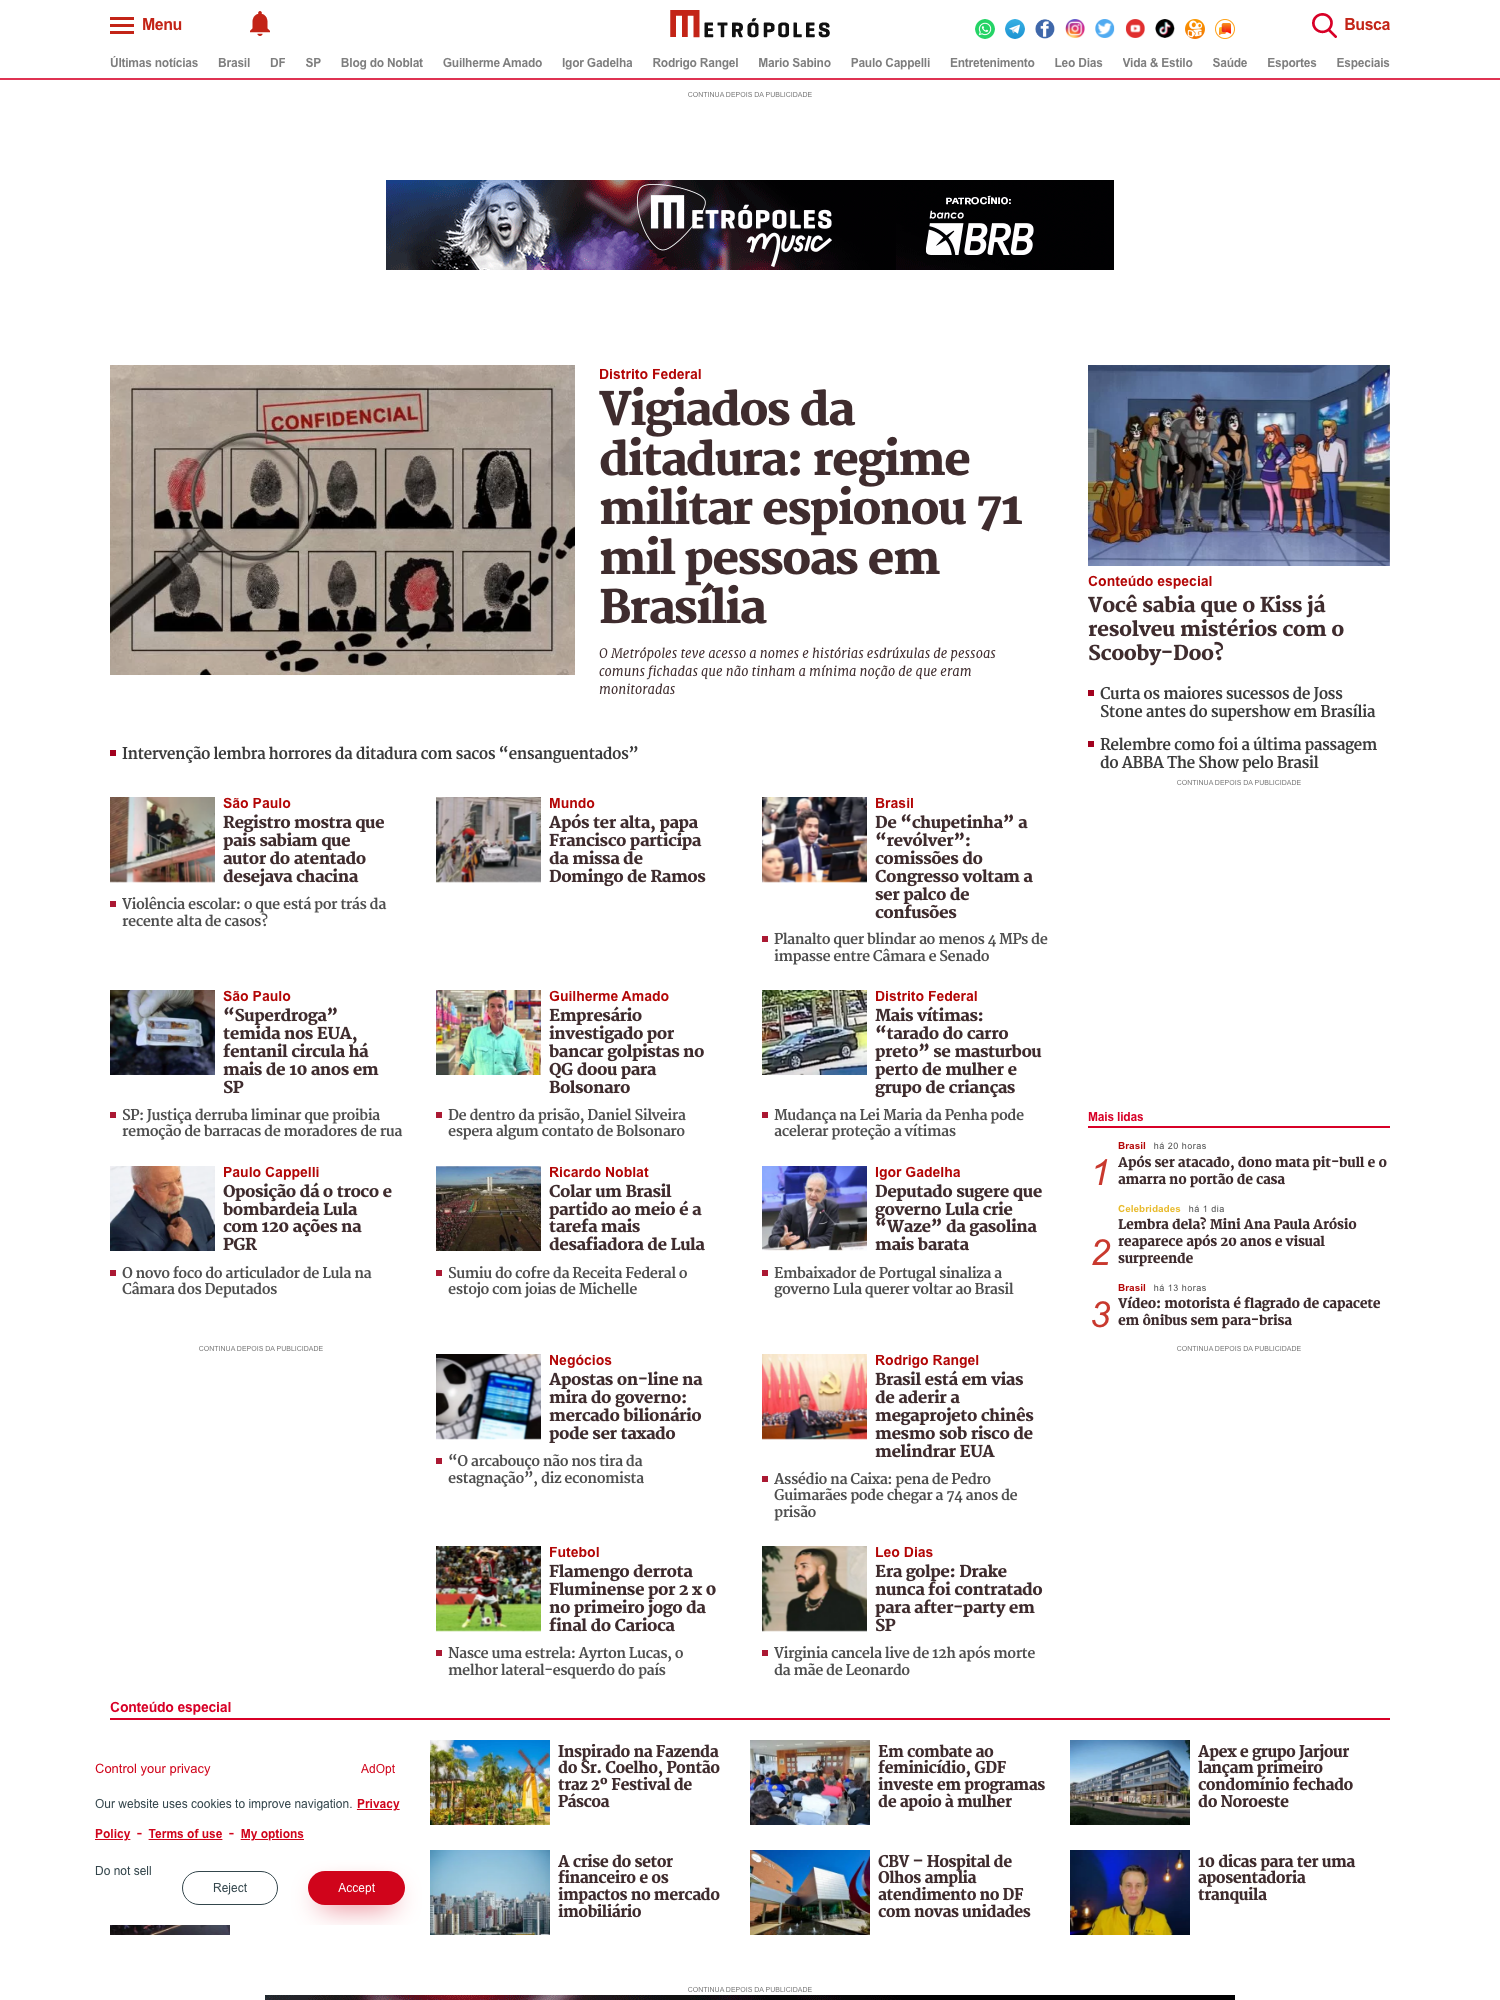 Menu
METRÓPOLES
Busca
Últimas notícias Brasil DF SP Blog do Noblat Guilherme Amado Igor Gadelha Rodrigo Rangel Mario Sabino Paulo Cappelli Entretenimento Leo Dias Vida & Estilo Saúde Esportes Especiais
CONTINUA DEPOIS DA PUBLICIDADE
METRÓPOLES
music
PATROCÍNIO:
banco
BRB
CONFIDENCIAL
Distrito Federal
Vigiados da
ditadura: regime
militar espionou 71
mil pessoas em
Brasília
O Metrópoles teve acesso a nomes e histórias esdrúxulas de pessoas
comuns fichadas que não tinham a mínima noção de que eram
monitoradas
Intervenção lembra horrores da ditadura com sacos “ensanguentados”
Conteúdo especial
Você sabia que o Kiss já
resolveu mistérios com o
Scooby-Doo?
Curta os maiores sucessos de Joss
Stone antes do supershow em Brasília
Relembre como foi a última passagem
do ABBA The Show pelo Brasil
CONTINUA DEPOIS DA PUBLICIDADE
São Paulo
Registro mostra que
pais sabiam que
autor do atentado
desejava chacina
Violência escolar: o que está por trás da
recente alta de casos?
Mundo
Após ter alta, papa
Francisco participa
da missa de
Domingo de Ramos
Brasil
De “chupetinha” a
“revólver”:
comissões do
Congresso voltam a
ser palco de
confusões
Planalto quer blindar ao menos 4 MPs de
impasse entre Câmara e Senado
São Paulo
“Superdroga”
temida nos EUA,
fentanil circula há
mais de 10 anos em
SP
SP: Justiça derruba liminar que proibia
remoção de barracas de moradores de rua
Guilherme Amado
Empresário
investigado por
bancar golpistas no
QG doou para
Bolsonaro
De dentro da prisão, Daniel Silveira
espera algum contato de Bolsonaro
Distrito Federal
Mais vítimas:
“tarado do carro
preto” se masturbou
perto de mulher e
grupo de crianças
Mudança na Lei Maria da Penha pode
acelerar proteção a vítimas
Paulo Cappelli
Oposição dá o troco e
bombardeia Lula
com 120 ações na
PGR
O novo foco do articulador de Lula na
Câmara dos Deputados
Ricardo Noblat
Colar um Brasil
partido ao meio é a
tarefa mais
desafiadora de Lula
Sumiu do cofre da Receita Federal o
estojo com joias de Michelle
Igor Gadelha
Deputado sugere que
governo Lula crie
“Waze” da gasolina
mais barata
Embaixador de Portugal sinaliza a
governo Lula querer voltar ao Brasil
Mais lidas
Brasil há 20 horas
1 Após ser atacado, dono mata pit-bull e o
amarra no portão de casa
Celebridades há 1 dia
2 Lembra dela? Mini Ana Paula Arósio
reaparece após 20 anos e visual
surpreende
Brasil há 13 horas
3 Vídeo: motorista é flagrado de capacete
em ônibus sem para-brisa
CONTINUA DEPOIS DA PUBLICIDADE
CONTINUA DEPOIS DA PUBLICIDADE
Negócios
Apostas on-line na
mira do governo:
mercado bilionário
pode ser taxado
“O arcabouço não nos tira da
estagnação”, diz economista
Rodrigo Rangel
Brasil está em vias
de aderir a
megaprojeto chinês
mesmo sob risco de
melindrar EUA
Assédio na Caixa: pena de Pedro
Guimarães pode chegar a 74 anos de
prisão
Futebol
Flamengo derrota
Fluminense por 2 x 0
no primeiro jogo da
final do Carioca
Nasce uma estrela: Ayrton Lucas, o
melhor lateral-esquerdo do país
Leo Dias
Era golpe: Drake
nunca foi contratado
para after-party em
SP
Virginia cancela live de 12h após morte
da mãe de Leonardo
Conteúdo especial
Control your privacy AdOpt
Our website uses cookies to improve navigation. Privacy
Policy - Terms of use - My options
Do not sell
Reject
Accept
Inspirado na Fazenda
do Sr. Coelho, Pontão
traz 2º Festival de
Páscoa
Em combate ao
feminicídio, GDF
investe em programas
de apoio à mulher
Apex e grupo Jarjour
lançam primeiro
condomínio fechado
do Noroeste
A crise do setor
financeiro e os
impactos no mercado
imobiliário
CBV – Hospital de
Olhos amplia
atendimento no DF
com novas unidades
10 dicas para ter uma
aposentadoria
tranquila
CONTINUA DEPOIS DA PUBLICIDADE